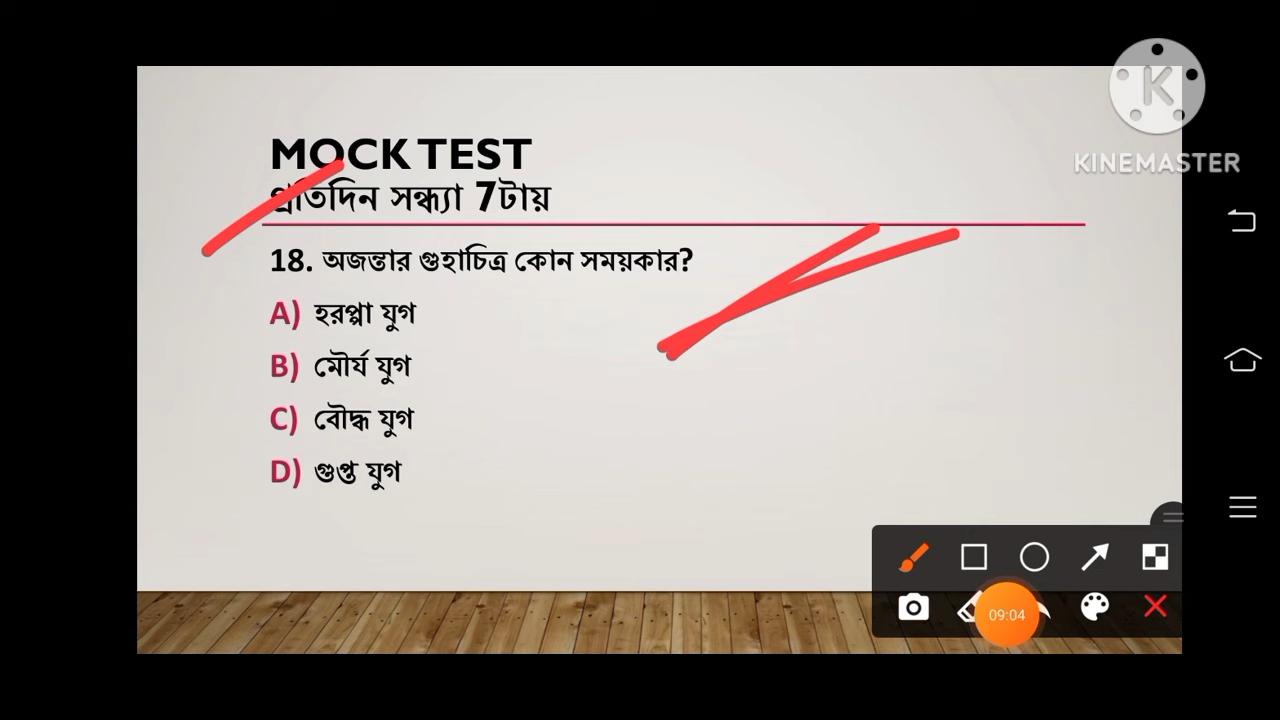 MOCK TEST
প্রতিদিন সন্ধ্যা 7টায়
18. অজন্তার গুহাচিত্র কোন সময়কার?
A) হরপ্পা যুগ
B) মৌর্য যুগ
C) বৌদ্ধ যুগ
D) গুপ্ত যুগ
K
KINEMASTER
09:04